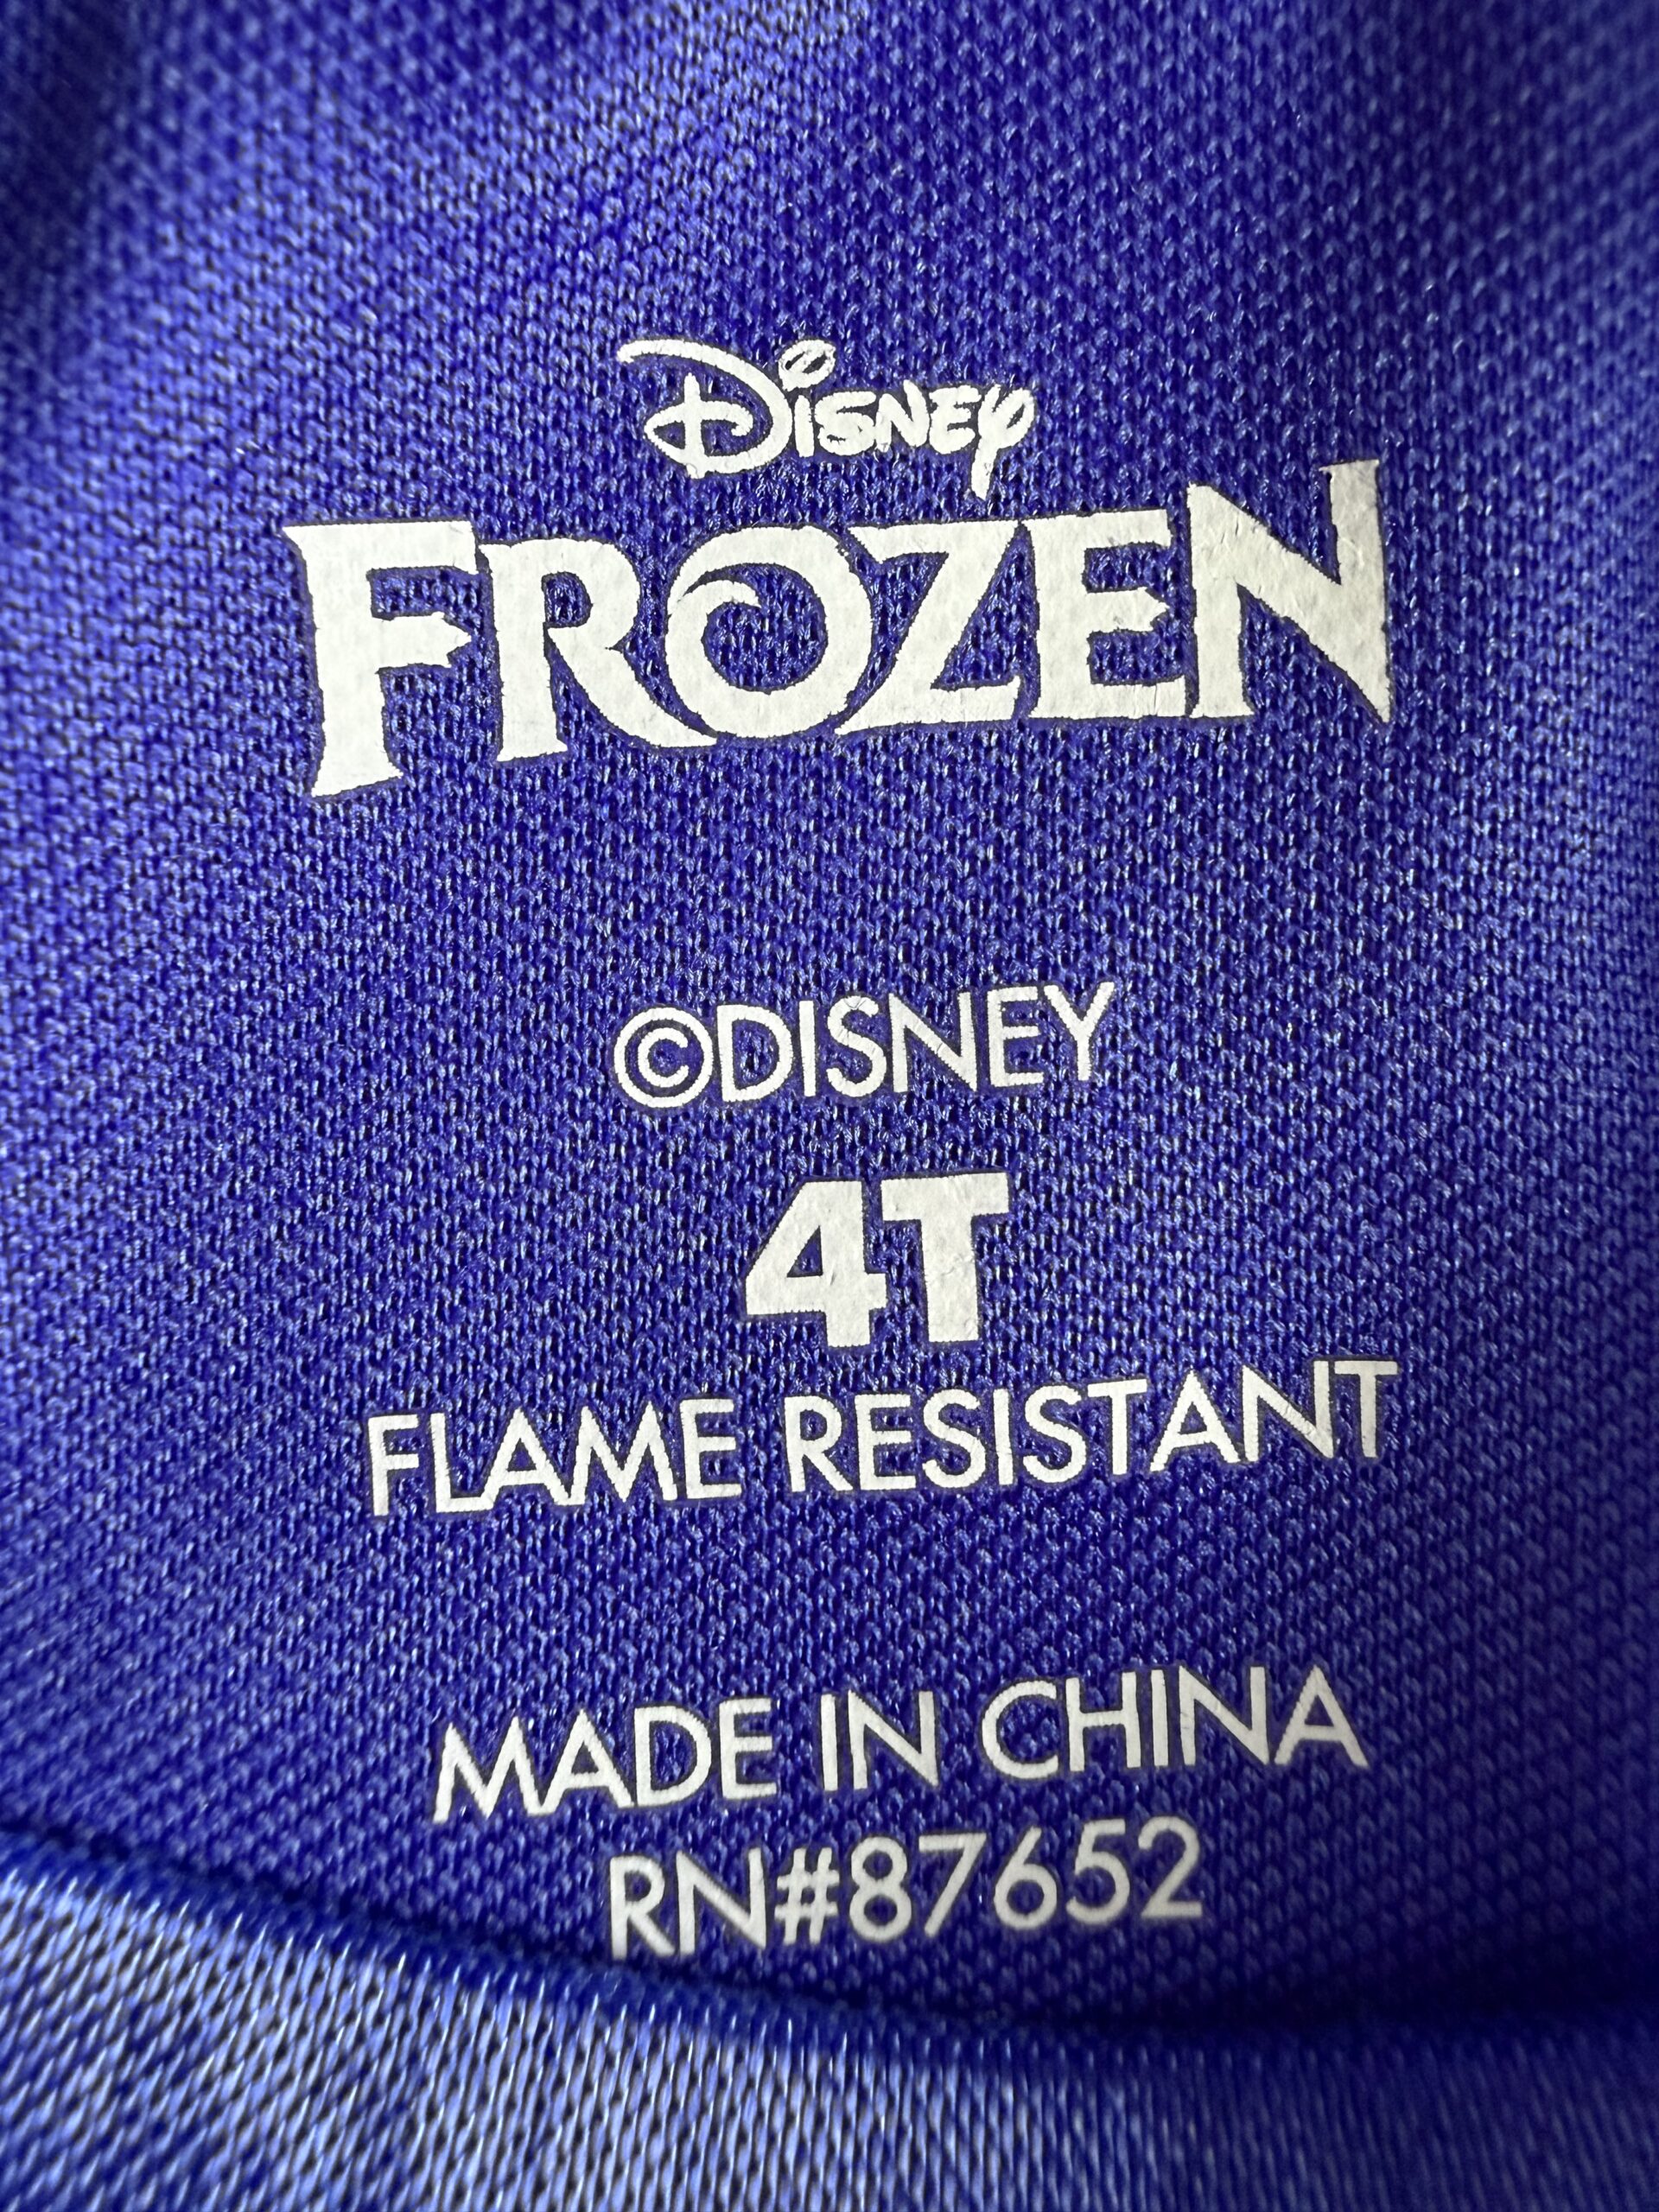 Disney
FROZEN
©DISNEY
4T
FLAME RESISTANT
MADE IN CHINA
RN#87652